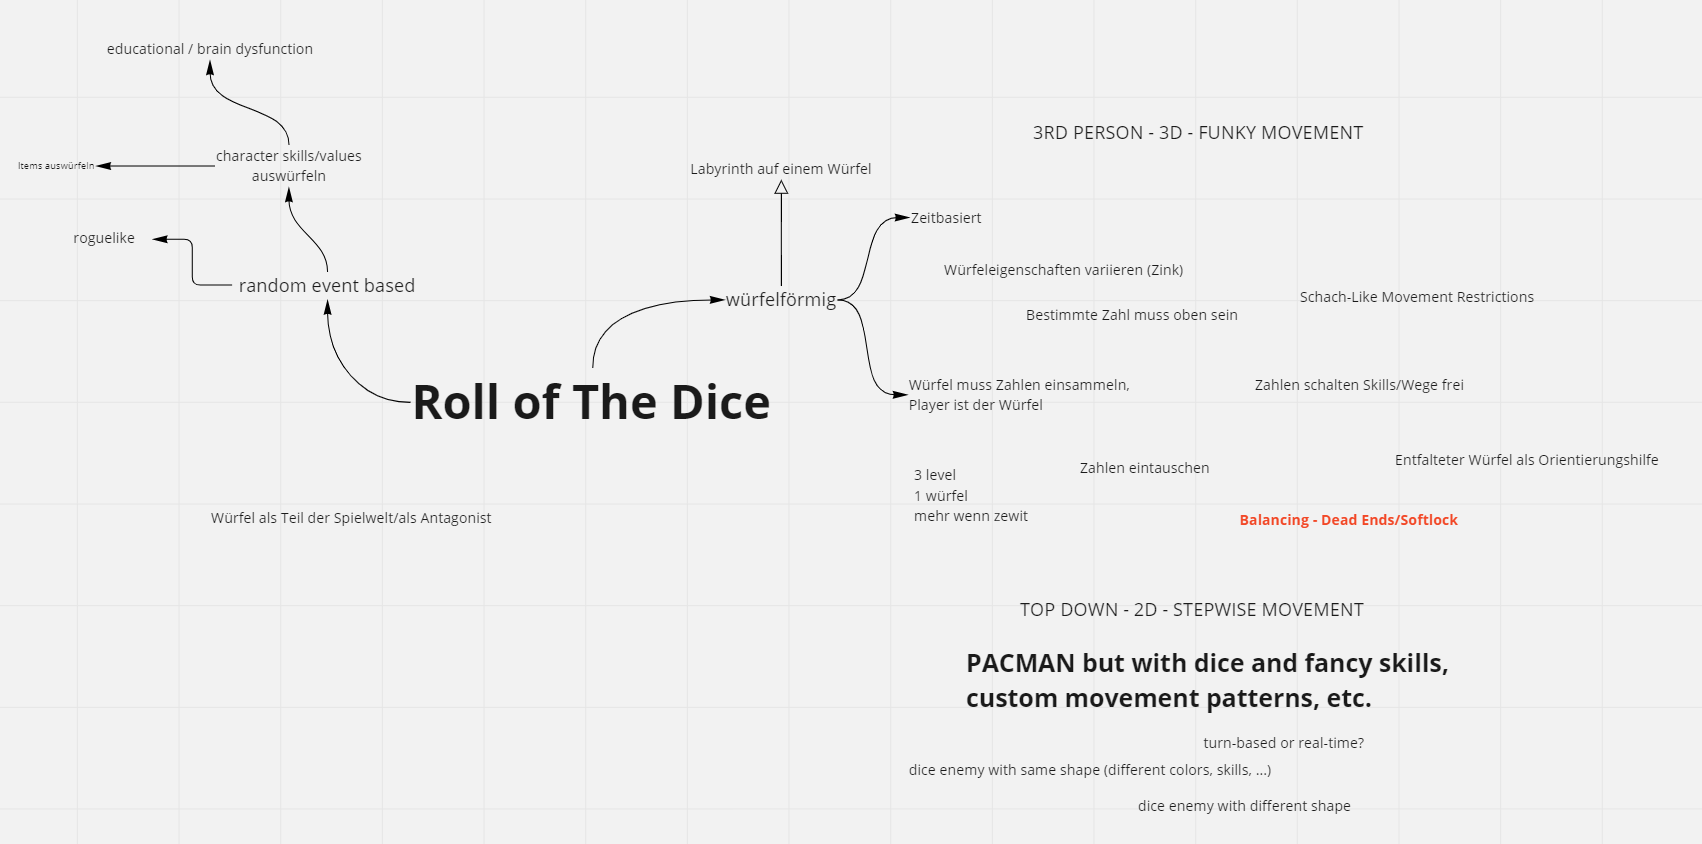 educational / brain dysfunction
3RD PERSON - 3D - FUNKY MOVEMENT
character skills/values
auswürfeln
Items auswürfeln
Labyrinth auf einem Würfel
Zeitbasiert
roguelike
Würfeleigenschaften variieren (Zink)
random event based
würfelförmig
Schach-Like Movement Restrictions
Bestimmte Zahl muss oben sein
Roll of The Dice
Würfel muss Zahlen einsammeln,
Player ist der Würfel
Zahlen schalten Skills/Wege frei
Entfalteter Würfel als Orientierungshilfe
Zahlen eintauschen
3 level
1 würfel
mehr wenn zewit
Würfel als Teil der Spielwelt/als Antagonist
Balancing - Dead Ends/Softlock
TOP DOWN - 2D - STEPWISE MOVEMENT
PACMAN but with dice and fancy skills,
custom movement patterns, etc.
turn-based or real-time?
dice enemy with same shape (different colors, skills, ...)
dice enemy with different shape